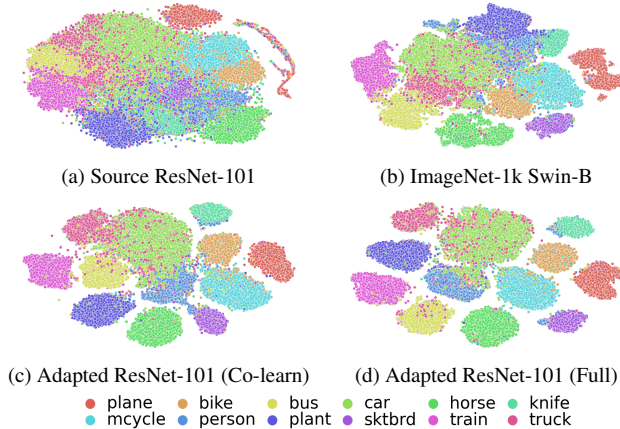 (a) Source ResNet-101
(b) ImageNet-1k Swin-B
(c) Adapted ResNet-101 (Co-learn)
(d) Adapted ResNet-101 (Full)
plane bike bus car horse knife
mcycle person plant sktbrd train truck